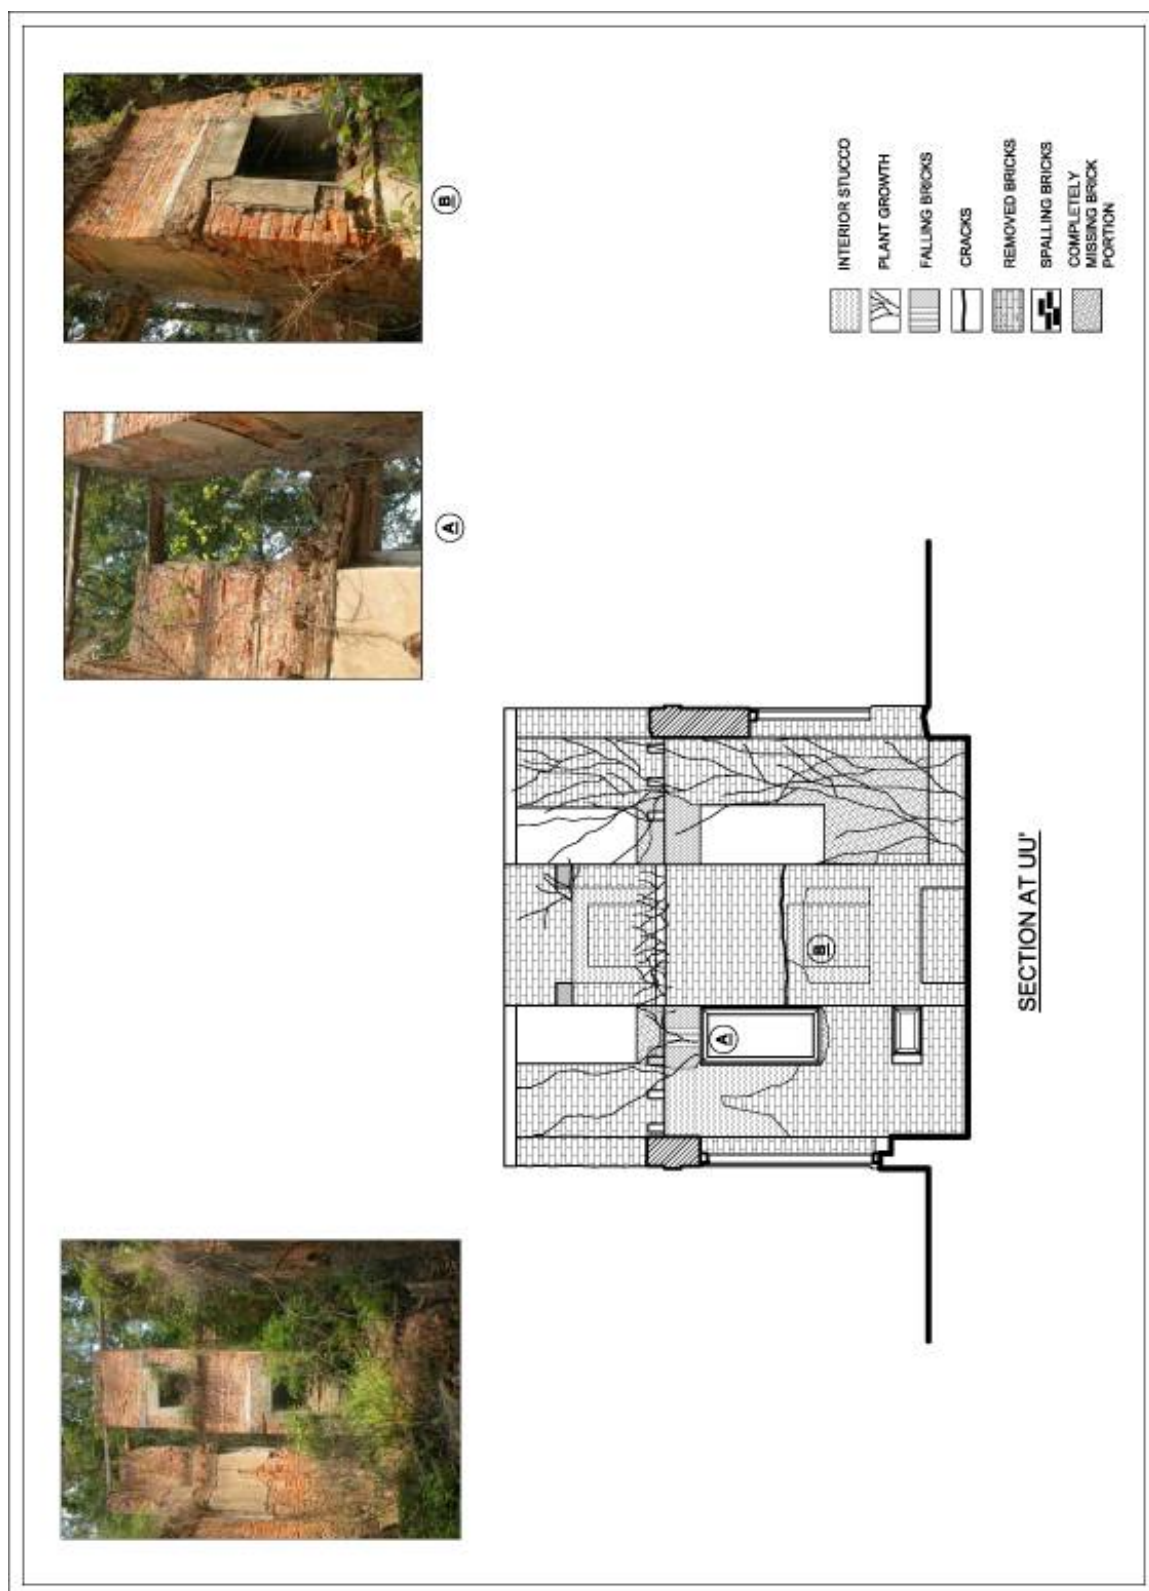 B
A
INTERIOR STUCCO
PLANT GROWTH
FALLING BRICKS
CRACKS
REMOVED BRICKS
SPALLING BRICKS
COMPLETELY
MISSING BRICK
PORTION
A
B
SECTION AT UU'